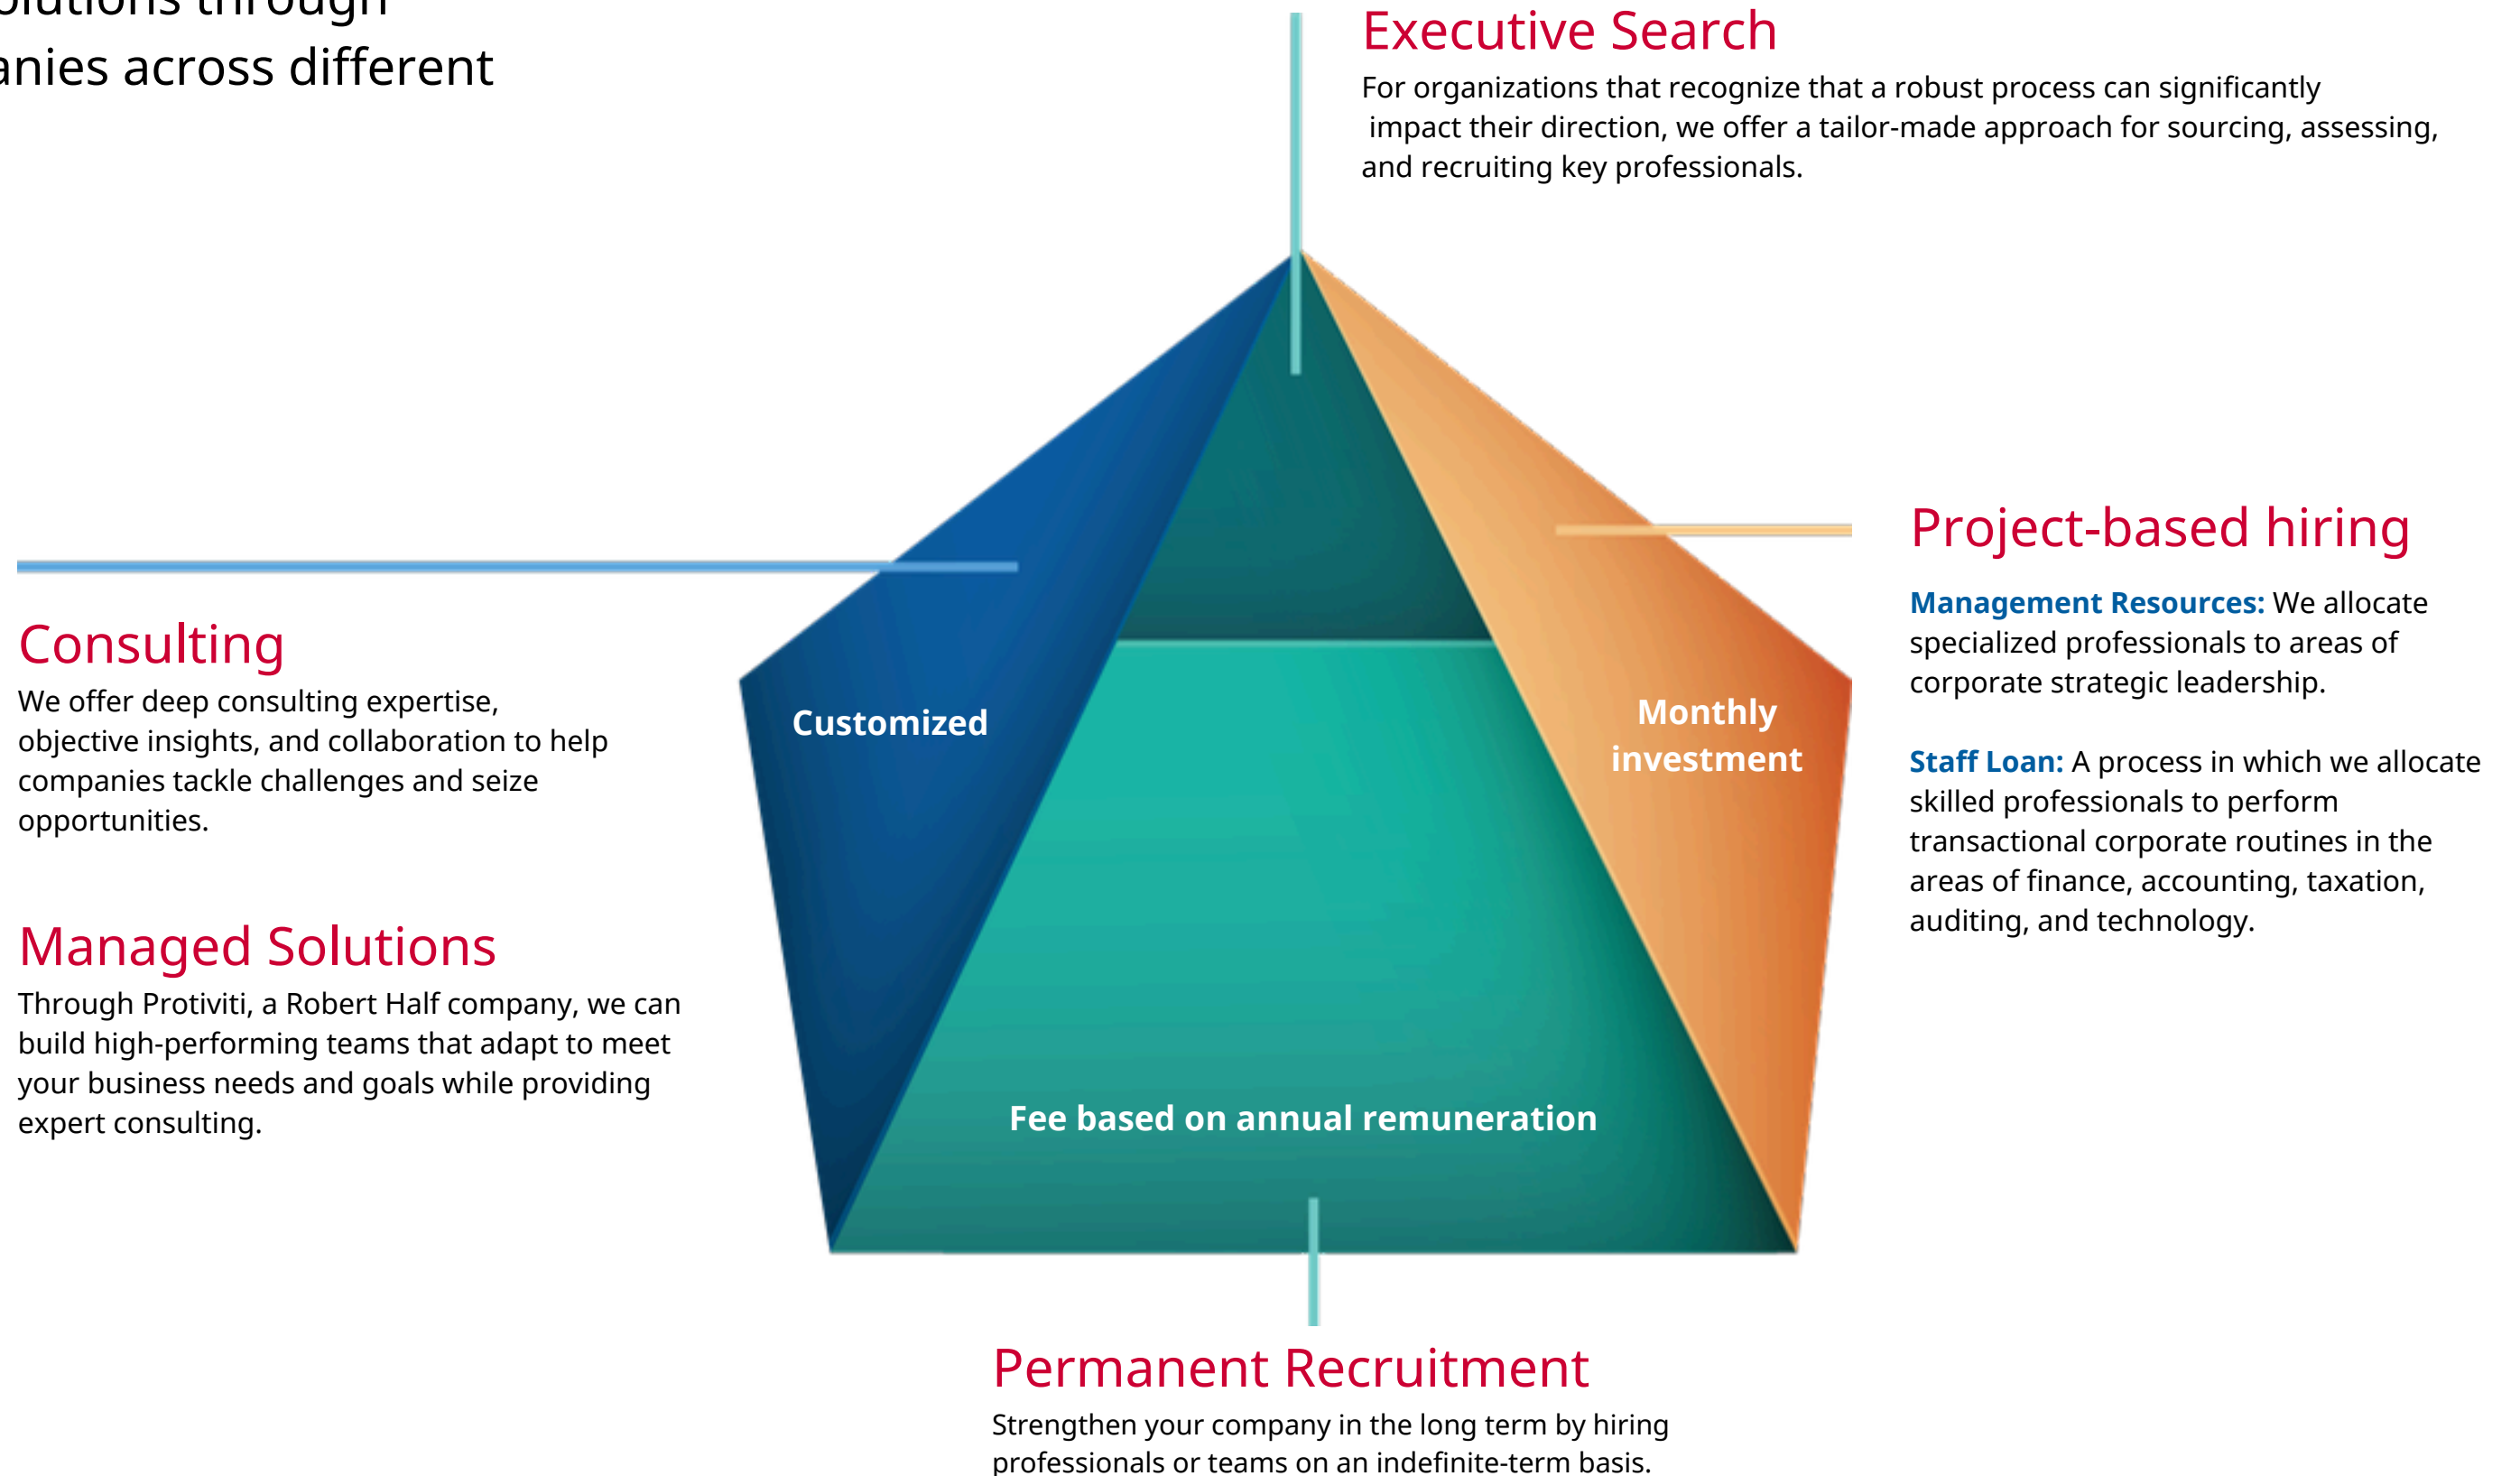 solutions through
anies across different
Executive Search
For organizations that recognize that a robust process can significantly
impact their direction, we offer a tailor-made approach for sourcing, assessing,
and recruiting key professionals.
Project-based hiring
Management Resources: We allocate
specialized professionals to areas of
corporate strategic leadership.
Staff Loan: A process in which we allocate
skilled professionals to perform
transactional corporate routines in the
areas of finance, accounting, taxation,
auditing, and technology.
Consulting
We offer deep consulting expertise,
objective insights, and collaboration to help
companies tackle challenges and seize
opportunities.
Managed Solutions
Through Protiviti, a Robert Half company, we can
build high-performing teams that adapt to meet
your business needs and goals while providing
expert consulting.
Customized
Monthly
investment
Fee based on annual remuneration
Permanent Recruitment
Strengthen your company in the long term by hiring
professionals or teams on an indefinite-term basis.